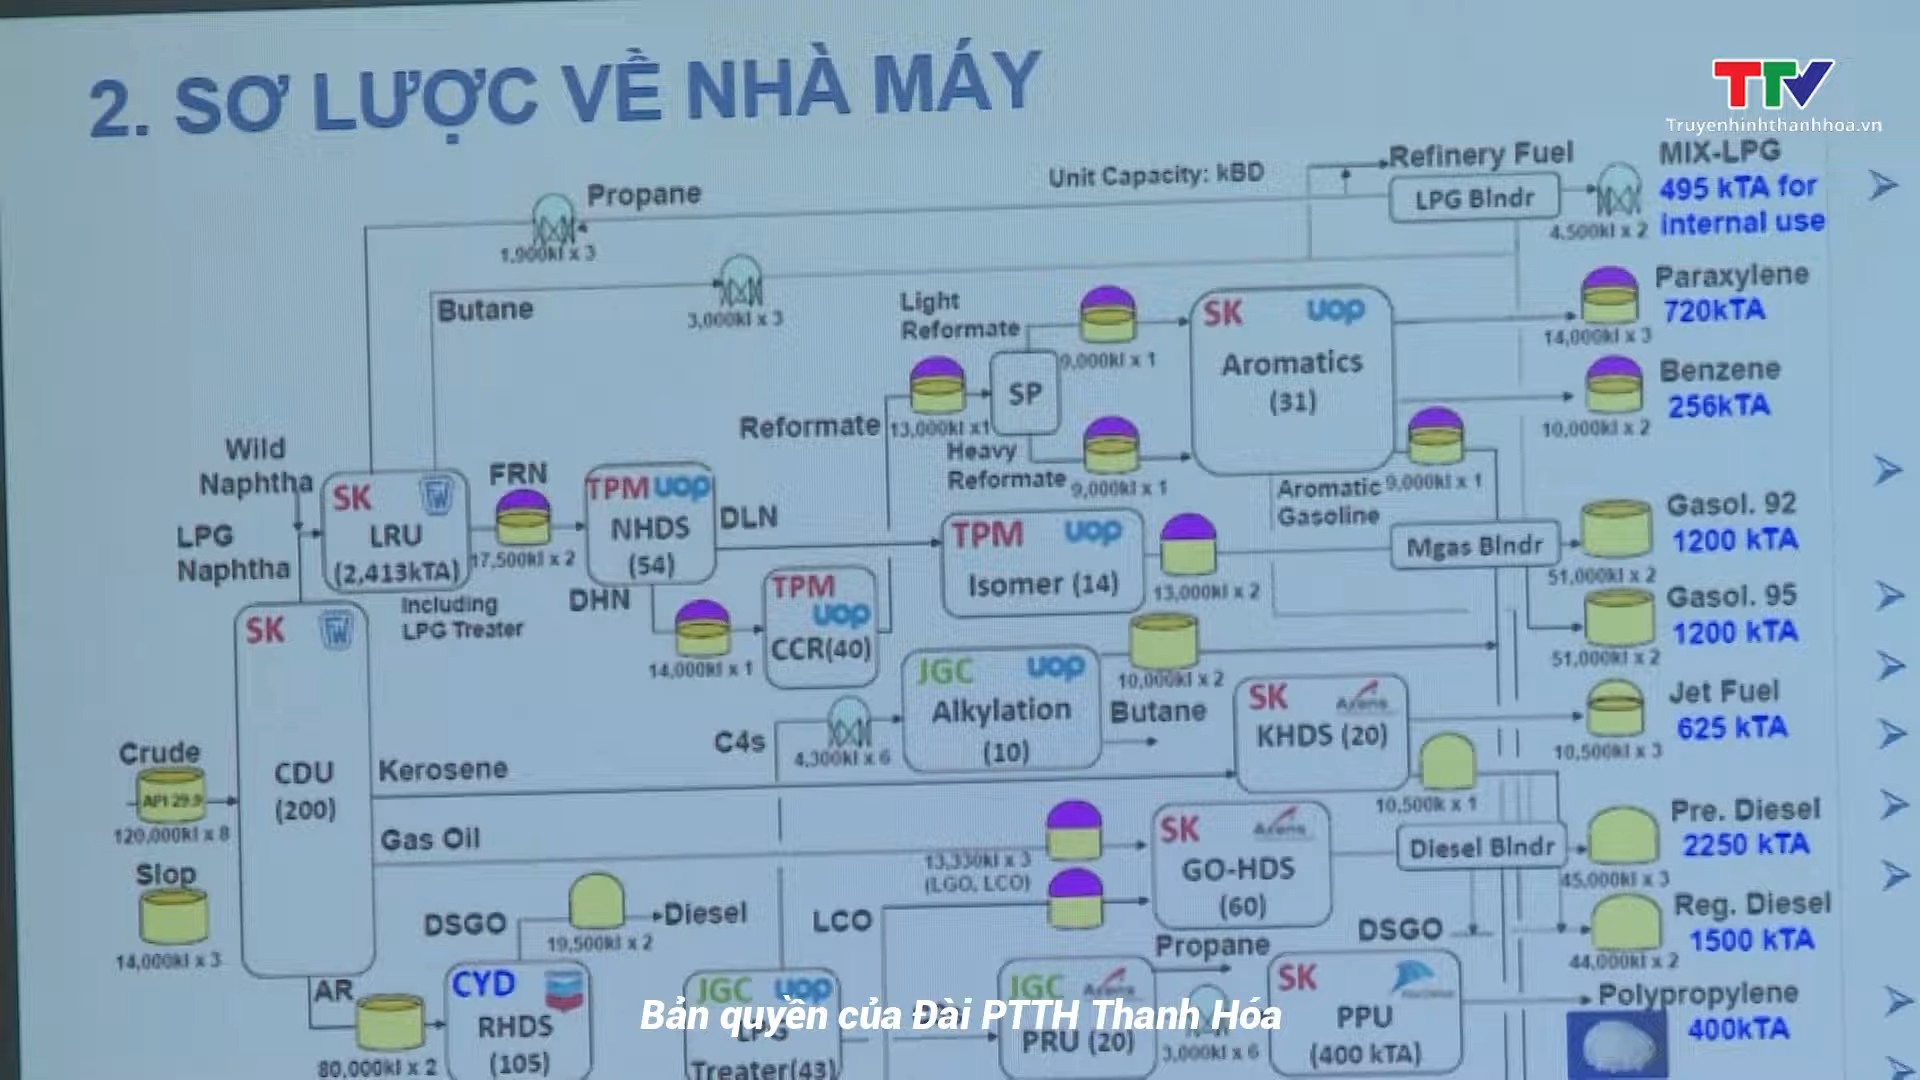 2. SƠ LƯỢC VỀ NHÀ MÁY
TTV
Truyenhinhthanhhoa.vn
Unit Capacity: kBD
Refinery Fuel
LPG Blndr
4,500kl x 2
MIX-LPG
495 kTA for
internal use
Propane
1,900kl x 3
Butane
3,000kl x 3
Light
Reformate
9,000kl x 1
SK
UOP
Aromatics
(31)
Paraxylene
720kTA
14,000kl x 3
Benzene
256kTA
10,000kl x 2
Reformate
13,000kl x1
SP
Heavy
Reformate
9,000kl x 1
Aromatic
Gasoline
9,000kl x 1
Wild
Naphtha
LPG
Naphtha
SK
FW
LRU
(2,413kTA)
Including
LPG Treater
FRN
17,500kl x 2
TPM
UOP
NHDS
(54)
DLN
DHN
14,000kl x 1
TPM
UOP
CCR(40)
TPM
UOP
Isomer (14)
13,000kl x 2
Mgas Blndr
Gasol. 92
1200 kTA
51,000kl x 2
Gasol. 95
1200 kTA
51,000kl x 2
SK
FW
CDU
(200)
Crude
API 29.9
120,000kl x 8
Slop
14,000kl x 3
C4s
4,300kl x 6
JGC
UOP
Alkylation
(10)
10,000kl x 2
Butane
Kerosene
SK
Axens
KHDS (20)
10,500k x 1
Jet Fuel
625 kTA
10,500kl x 3
Gas Oil
13,330kl x 3
(LGO, LCO)
LCO
SK
Axens
GO-HDS
(60)
Diesel Blndr
Pre. Diesel
2250 kTA
45,000kl x 3
DSGO
Reg. Diesel
1500 kTA
44,000kl x 2
DSGO
19,500kl x 2
Diesel
AR
80,000kl x 2
CYD
RHDS
(105)
JGC
UOP
LPG
Treater(43)
Propane
JGC
Axens
PRU (20)
3,000kl x 6
SK
PPU
(400 kTA)
Polypropylene
400kTA
Bản quyền của Đài PTTH Thanh Hóa